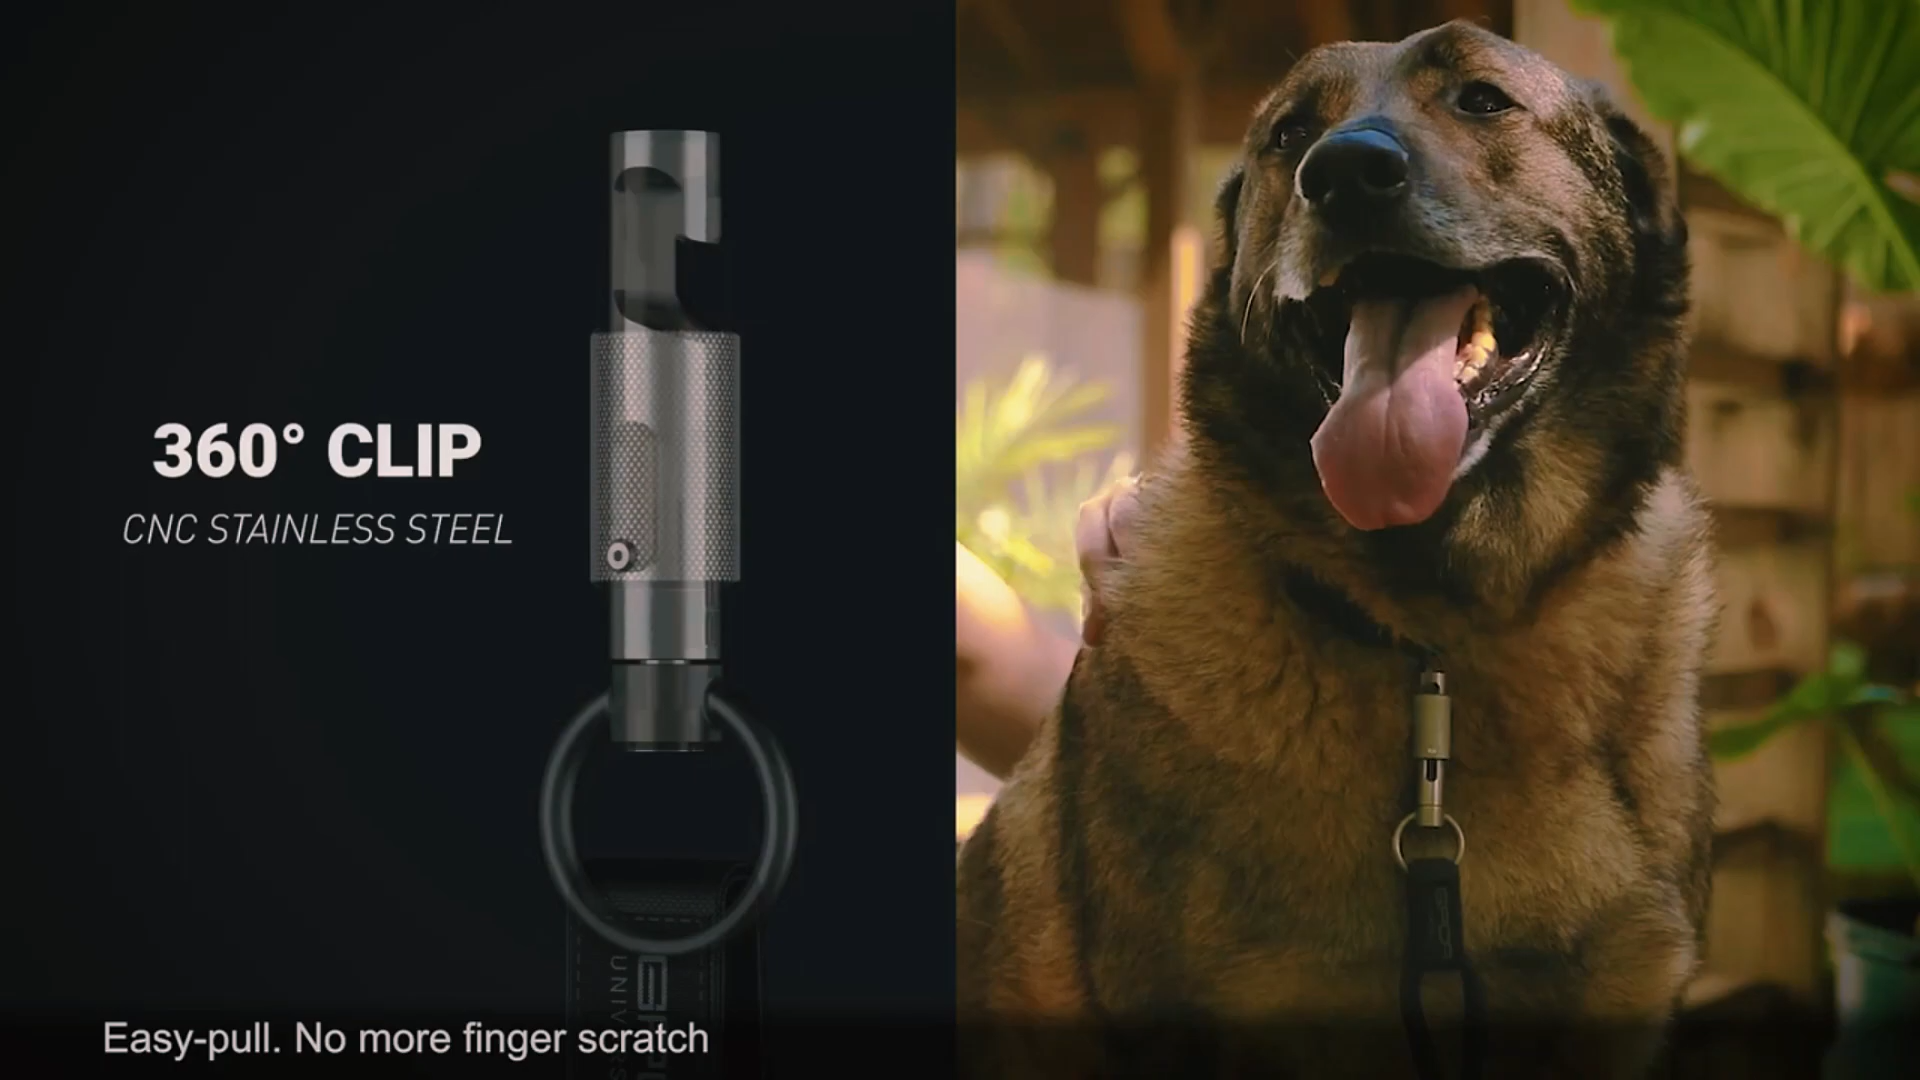 360° CLIP
CNC STAINLESS STEEL
Easy-pull. No more finger scratch